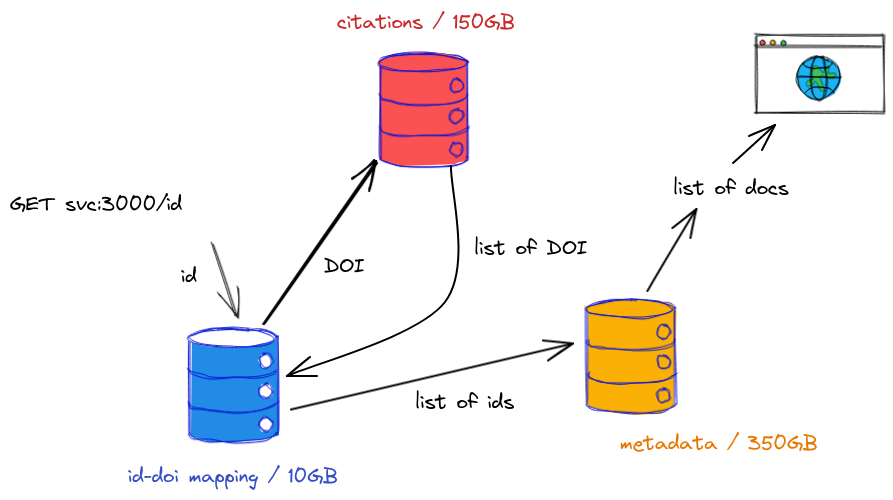 citations / 150GB
GET svc:3000/id
list of docs
id
DOI
list of DOI
list of ids
metadata / 350GB
id-doi mapping / 10GB